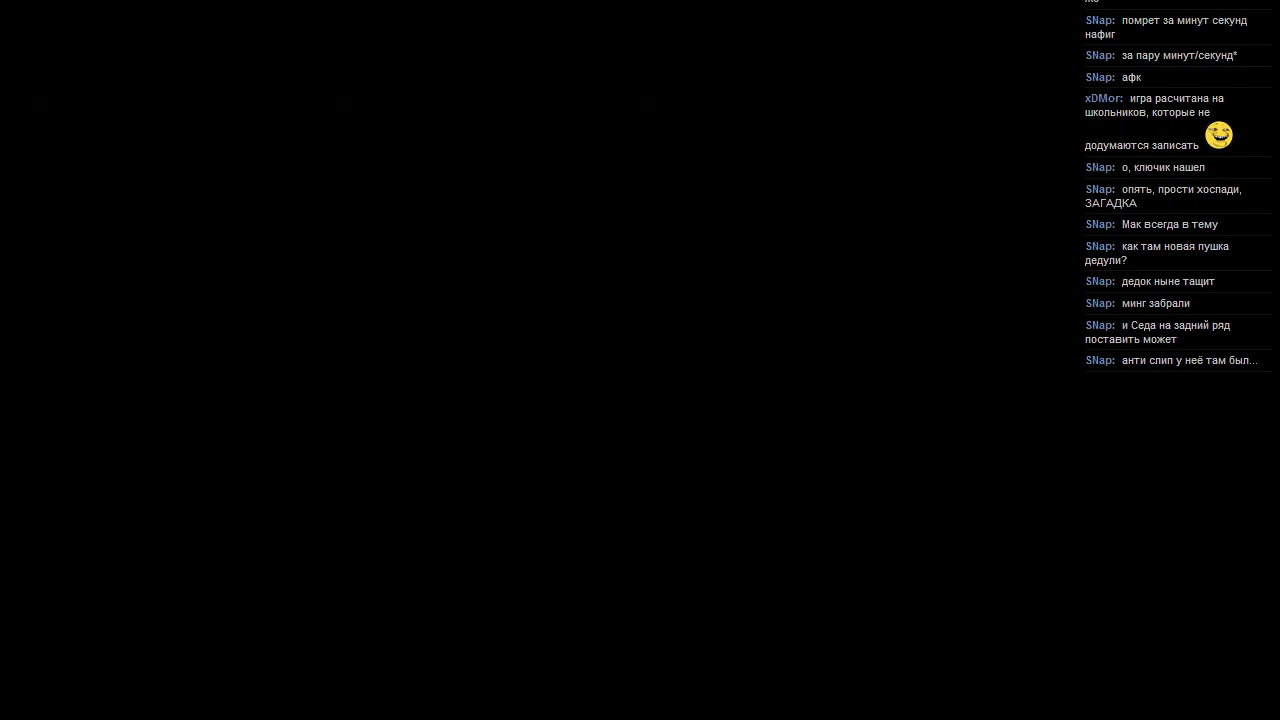 SNap: помрет за минут секунд
нафиг
SNap: за пару минут/секунд*
SNap: афк
xDMor: игра расчитана на
школьников, которые не
додумаются записать
SNap: о, ключик нашел
SNap: опять, прости хоспади,
ЗАГАДКА
SNap: Мак всегда в тему
SNap: как там новая пушка
дедули?
SNap: дедок ныне тащит
SNap: минг забрали
SNap: и Седа на задний ряд
поставить может
SNap: анти слип у неё там был...